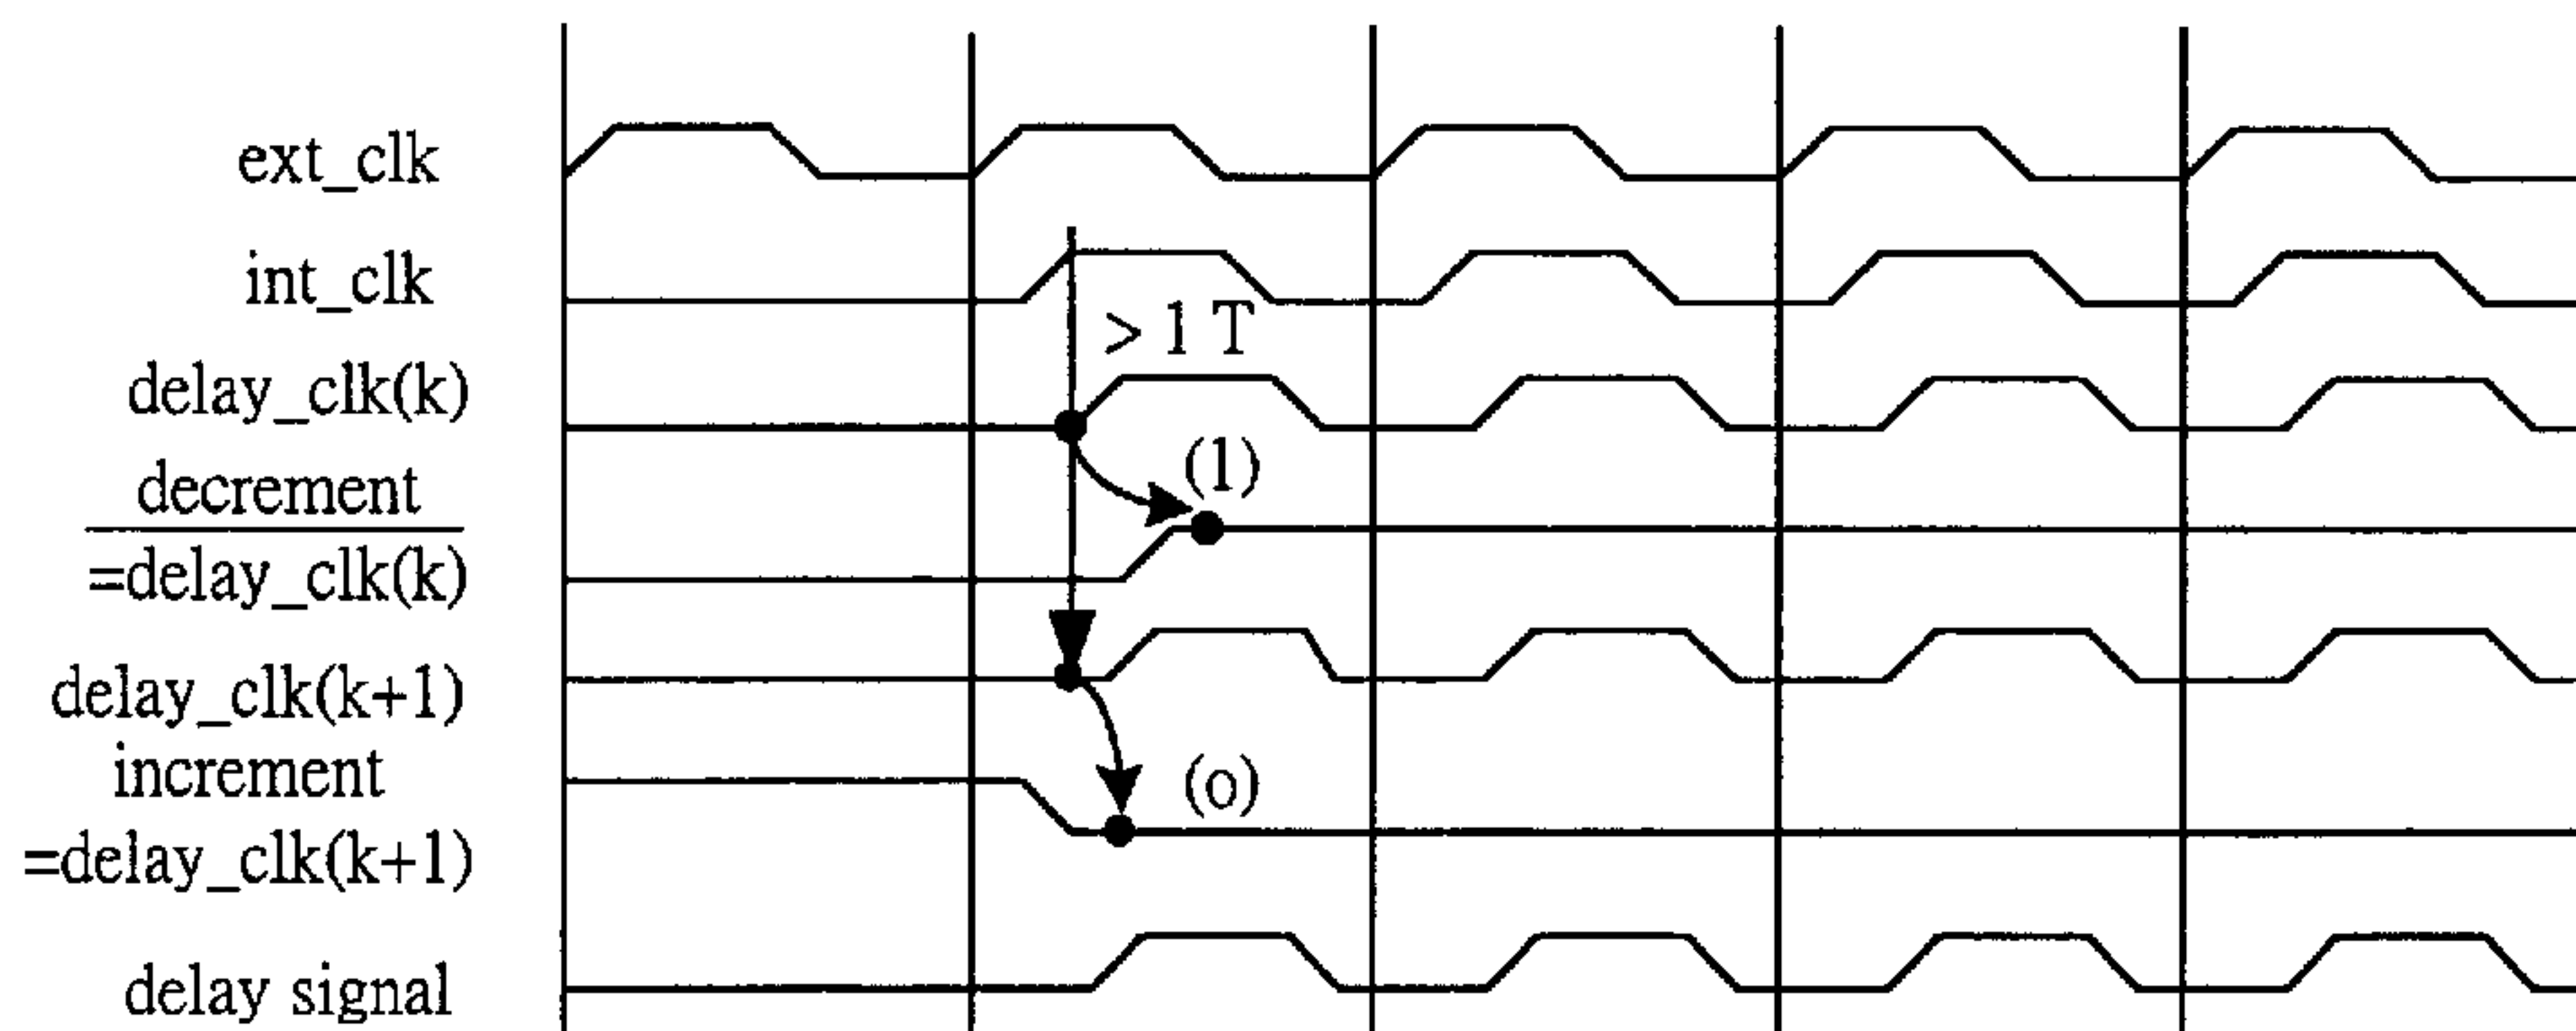 ext_clk
int_clk
> 1 T
delay_clk(k)
(1)
decrement
=delay_clk(k)
delay_clk(k+1)
increment
(o)
=delay_clk(k+1)
delay signal